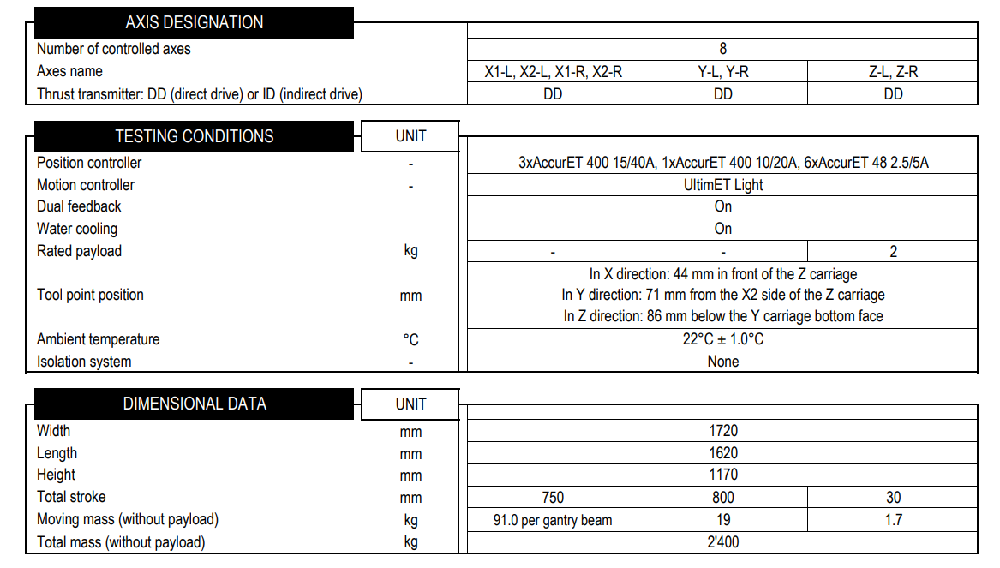 AXIS DESIGNATION
Number of controlled axes 8
Axes name X1-L, X2-L, X1-R, X2-R Y-L, Y-R Z-L, Z-R
Thrust transmitter: DD (direct drive) or ID (indirect drive) DD DD DD
TESTING CONDITIONS UNIT
Position controller - 3xAccurET 400 15/40A, 1xAccurET 400 10/20A, 6xAccurET 48 2.5/5A
Motion controller - UltimET Light
Dual feedback On
Water cooling On
Rated payload kg - - 2
In X direction: 44 mm in front of the Z carriage
Tool point position mm In Y direction: 71 mm from the X2 side of the Z carriage
In Z direction: 86 mm below the Y carriage bottom face
Ambient temperature °C 22°C ± 1.0°C
Isolation system - None
DIMENSIONAL DATA UNIT
Width mm 1720
Length mm 1620
Height mm 1170
Total stroke mm 750 800 30
Moving mass (without payload) kg 91.0 per gantry beam 19 1.7
Total mass (without payload) kg 2'400